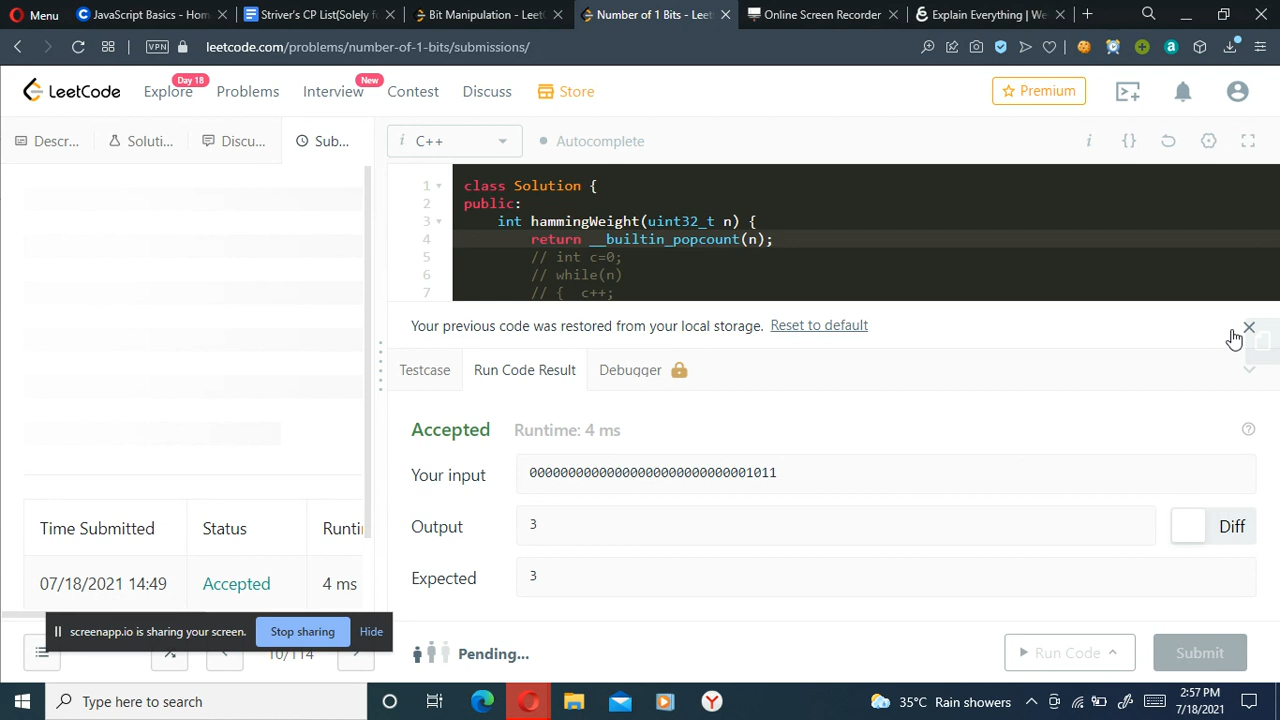 Menu
JavaScript Basics - Hom
Striver's CP List(Solely f
Bit Manipulation - LeetC
Number of 1 Bits - Leet
Online Screen Recorder
Explain Everything | We
VPN
leetcode.com/problems/number-of-1-bits/submissions/
LeetCode
Explore
Day 18
Problems
Interview
New
Contest
Discuss
Store
Premium
Descr...
Soluti...
Discu...
Sub...
i C++
Autocomplete
i
{}
1 class Solution {
2 public:
3 int hammingWeight(uint32_t n) {
4 return __builtin_popcount(n);
5 // int c=0;
6 // while(n)
7 // { c++;
Your previous code was restored from your local storage. Reset to default
Testcase
Run Code Result
Debugger
Accepted Runtime: 4 ms
Your input 00000000000000000000000000001011
Output 3 Diff
Expected 3
Time Submitted Status Runti
07/18/2021 14:49 Accepted 4 ms
screenapp.io is sharing your screen. Stop sharing Hide
10/114
Pending...
Run Code
Submit
Type here to search
35°C Rain showers
2:57 PM
7/18/2021